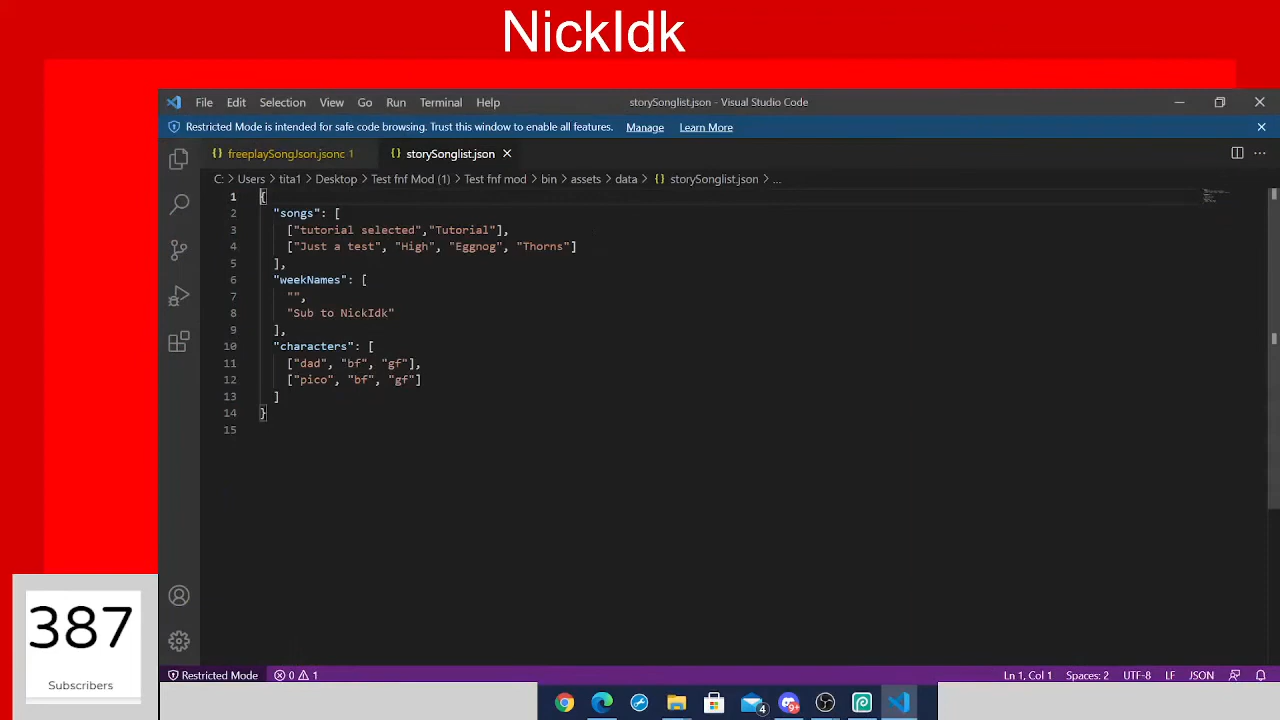 NickIdk
File Edit Selection View Go Run Terminal Help storySonglist.json - Visual Studio Code
Restricted Mode is intended for safe code browsing. Trust this window to enable all features. Manage Learn More
{} freeplaySongJson.jsonc 1 {} storySonglist.json
C: > Users > tita1 > Desktop > Test fnf Mod (1) > Test fnf mod > bin > assets > data > {} storySonglist.json > ...
1 {
2 "songs": [
3 ["tutorial selected","Tutorial"],
4 ["Just a test", "High", "Eggnog", "Thorns"]
5 ],
6 "weekNames": [
7 "",
8 "Sub to NickIdk"
9 ],
10 "characters": [
11 ["dad", "bf", "gf"],
12 ["pico", "bf", "gf"]
13 ]
14 }
15
387
Subscribers
Restricted Mode 0 1 Ln 1, Col 1 Spaces: 2 UTF-8 LF JSON
4 9+